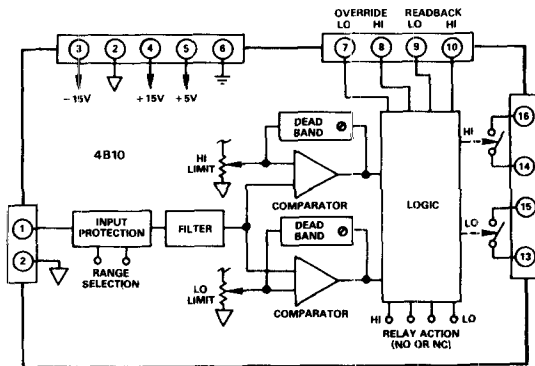 OVERRIDE READBACK
LO HI LO HI
3 2 4 5 6 7 8 9 10
-15V +15V +5V
4B10
DEAD
BAND
HI
LIMIT
COMPARATOR
16
HI
14
1
INPUT
PROTECTION
FILTER
LOGIC
DEAD
BAND
15
LO
2
RANGE
SELECTION
LO
LIMIT
COMPARATOR
13
HI LO
RELAY ACTION
(NO OR NC)